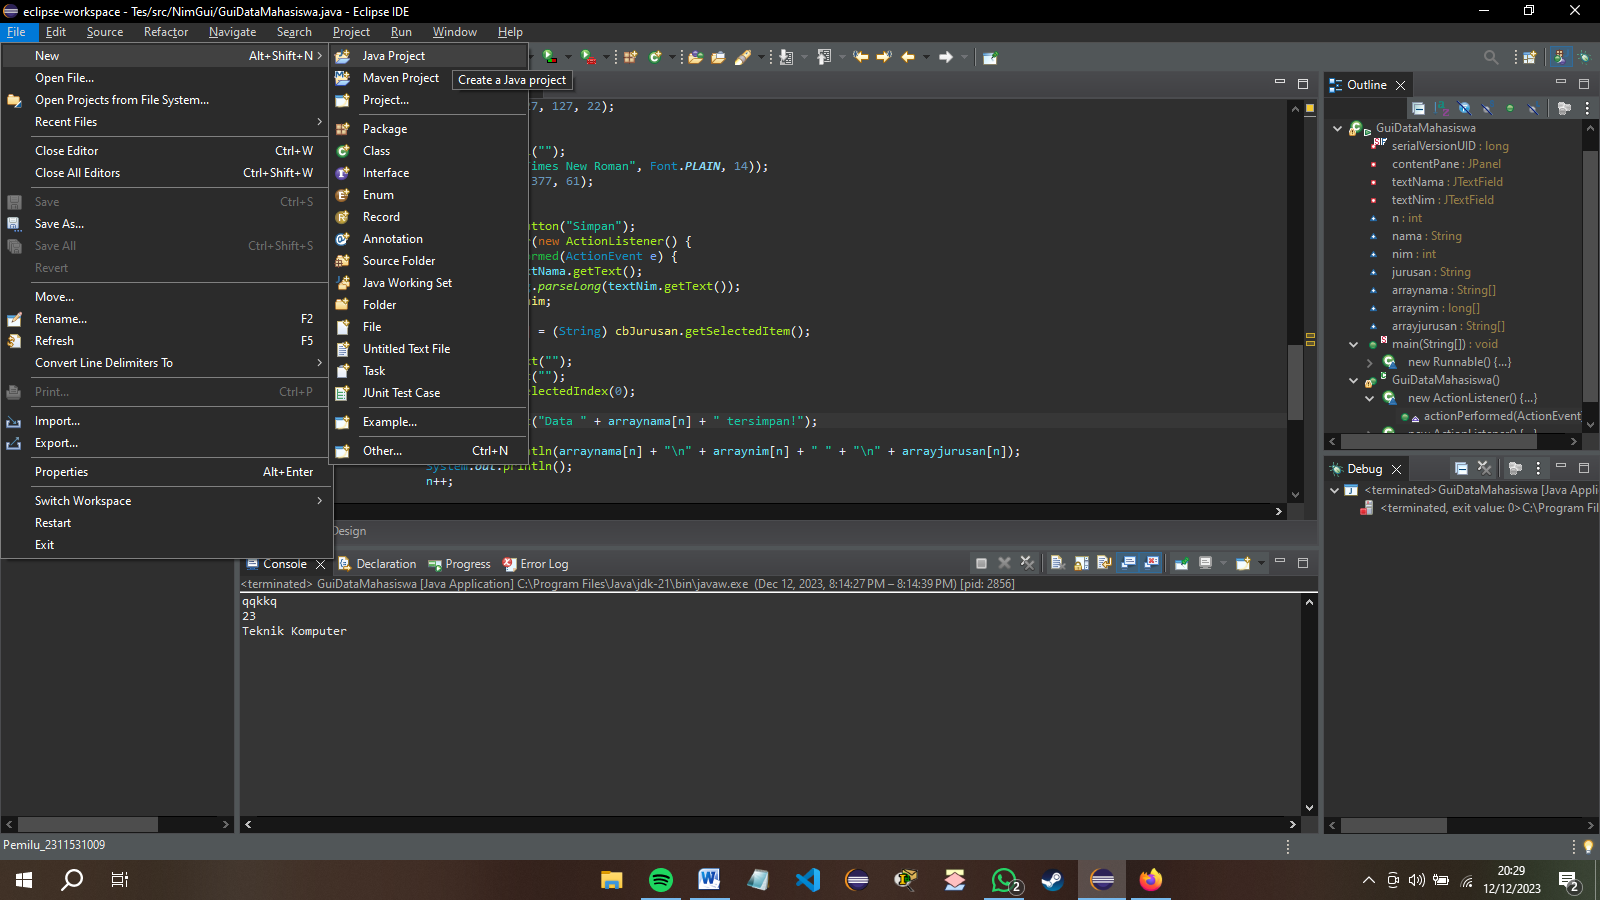 eclipse-workspace - Tes/src/NimGui/GuiDataMahasiswa.java - Eclipse IDE
File Edit Source Refactor Navigate Search Project Run Window Help
New Alt+Shift+N
Open File...
Open Projects from File System...
Recent Files
Close Editor Ctrl+W
Close All Editors Ctrl+Shift+W
Save Ctrl+S
Save As...
Save All Ctrl+Shift+S
Revert
Move...
Rename... F2
Refresh F5
Convert Line Delimiters To
Print... Ctrl+P
Import...
Export...
Properties Alt+Enter
Switch Workspace
Restart
Exit
Java Project
Maven Project
Create a Java project
Project...
Package
Class
Interface
Enum
Record
Annotation
Source Folder
Java Working Set
Folder
File
Untitled Text File
Task
JUnit Test Case
Example...
Other... Ctrl+N
7, 127, 22);
("");
imes New Roman", Font.PLAIN, 14));
377, 61);
tton("Simpan");
(new ActionListener() {
rmed(ActionEvent e) {
tNama.getText();
.parseLong(textNim.getText());
im;
= (String) cbJurusan.getSelectedItem();
t("");
("");
lectedIndex(0);
("Data " + arraynama[n] + " tersimpan!");
ltln(arraynama[n] + "\n" + arraynim[n] + " " + "\n" + arrayjurusan[n]);
System.out.println();
n++;
Design
Outline
GuiDataMahasiswa
serialVersionUID : long
contentPane : JPanel
textNama : JTextField
textNim : JTextField
n : int
nama : String
nim : int
jurusan : String
arraynama : String[]
arraynim : long[]
arrayjurusan : String[]
main(String[]) : void
new Runnable() {...}
GuiDataMahasiswa()
new ActionListener() {...}
actionPerformed(ActionEvent
new ActionListener() {...}
Debug
<terminated>GuiDataMahasiswa [Java Appli
<terminated, exit value: 0>C:\Program Fil
Console Declaration Progress Error Log
<terminated> GuiDataMahasiswa [Java Application] C:\Program Files\Java\jdk-21\bin\javaw.exe (Dec 12, 2023, 8:14:27 PM – 8:14:39 PM) [pid: 2856]
qqkkq
23
Teknik Komputer
Pemilu_2311531009
2
20:29
12/12/2023
2